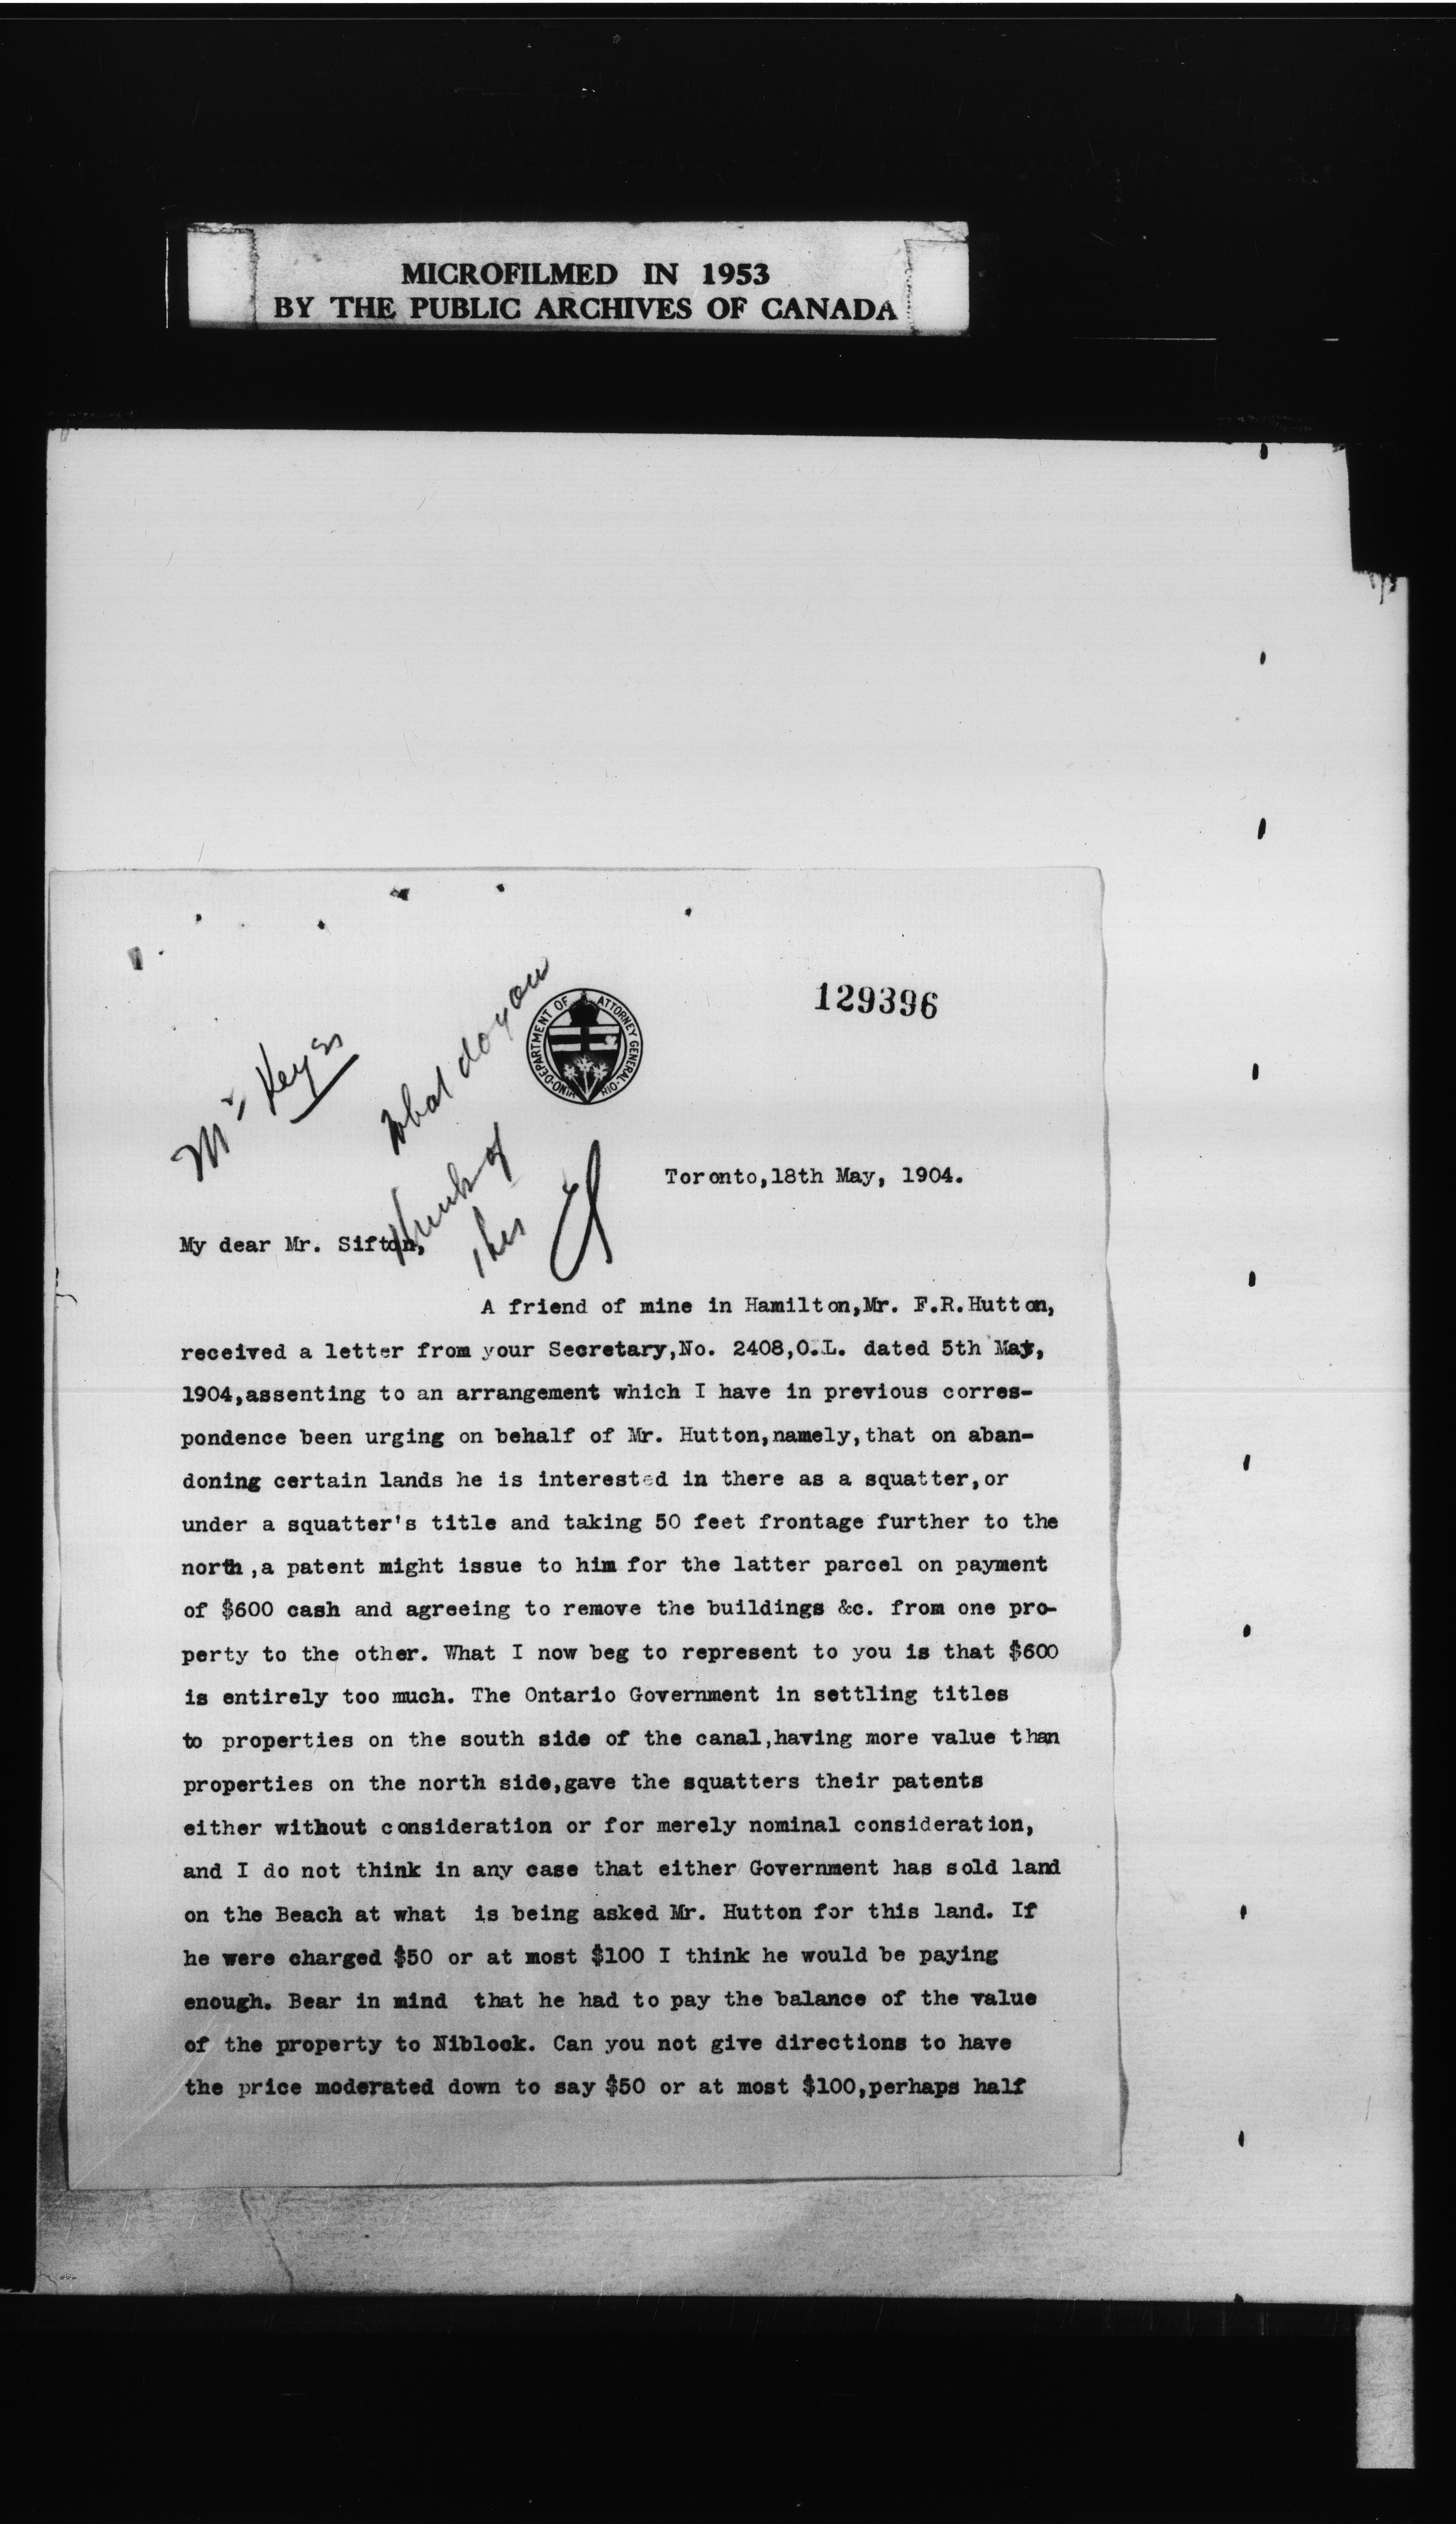 MICROFILMED IN 1953
BY THE PUBLIC ARCHIVES OF CANADA
129396
DEPARTMENT OF ATTORNEY GENERAL
Mr Keyes
What do you
think of
this
Toronto,18th May, 1904.
My dear Mr. Sifton,
A friend of mine in Hamilton,Mr. F.R.Hutton,
received a letter from your Secretary,No. 2408,O.L. dated 5th May,
1904,assenting to an arrangement which I have in previous corres-
pondence been urging on behalf of Mr. Hutton,namely,that on aban-
doning certain lands he is interested in there as a squatter,or
under a squatter's title and taking 50 feet frontage further to the
north ,a patent might issue to him for the latter parcel on payment
of $600 cash and agreeing to remove the buildings &c. from one pro-
perty to the other. What I now beg to represent to you is that $600
is entirely too much. The Ontario Government in settling titles
to properties on the south side of the canal,having more value than
properties on the north side,gave the squatters their patents
either without consideration or for merely nominal consideration,
and I do not think in any case that either Government has sold land
on the Beach at what is being asked Mr. Hutton for this land. If
he were charged $50 or at most $100 I think he would be paying
enough. Bear in mind that he had to pay the balance of the value
of the property to Niblock. Can you not give directions to have
the price moderated down to say $50 or at most $100,perhaps half